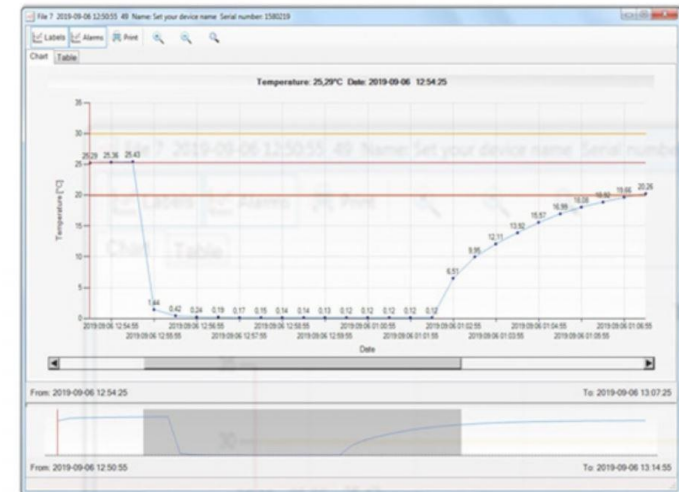 File 7 2019-09-06 12:50:55 49 Name: Set your device name Serial number: 1580219
Labels Alarms Print
Chart Table
Temperature: 25,29°C Date: 2019-09-06 12:54:25
35
30
25
20
15
10
5
0
Temperature [°C]
25,29 25,36 25,43 1,44 0,42 0,24 0,19 0,17 0,15 0,14 0,14 0,13 0,12 0,12 0,12 0,12 0,12 6,51 9,95 12,11 13,92 15,57 16,99 18,08 18,92 19,66 20,26
2019:09:06 12:54:55 2019:09:06 12:56:55 2019:09:06 12:58:55 2019:09:06 01:00:55 2019:09:06 01:02:55 2019:09:06 01:04:55 2019:09:06 01:06:55
2019:09:06 12:55:55 2019:09:06 12:57:55 2019:09:06 12:59:55 2019:09:06 01:01:55 2019:09:06 01:03:55 2019:09:06 01:05:55
Date
From: 2019-09-06 12:54:25 To: 2019-09-06 13:07:25
From: 2019-09-06 12:50:55 To: 2019-09-06 13:14:55